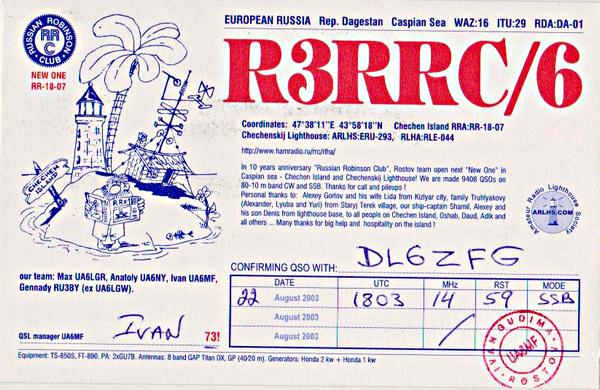 RUSSIAN ROBINSON
RR
C
CLUB
NEW ONE
RR-18-07
CHECHEN
ISLAND
EUROPEAN RUSSIA Rep. Dagestan Caspian Sea WAZ:16 ITU:29 RDA:DA-01
R3RRC/6
Coordinates: 47°38'11"E 43°58'18"N Chechen Island RRA:RR-18-07
Chechenskij Lighthouse: ARLHS:ERU-293, RLHA:RLE-044
http://www.hamradio.ru/rrc/rlha/
In 10 years anniversary "Russian Robinson Club", Rostov team open next "New One" in
Caspian sea - Chechen Island and Chechenskij Lighthouse! We are made 9408 QSOs on
80-10 m band CW and SSB. Thanks for call and pileups !
Personal thanks to: Alexey Gorlov and his wife Lida from Kizlyar city, family Truhlyakovy
(Alexander, Lyuba and Yuri) from Staryj Terek village, our ship-captain Shamil, Alexey and
his son Denis from lighthouse base, to all people on Chechen Island, Oshab, Daud, Adik and
all others ... Many thanks for big help and hospitality on the island !
Amateur Radio Lighthouse Society
ARLHS.COM
our team: Max UA6LGR, Anatoly UA6NY, Ivan UA6MF,
Gennady RU3BY (ex UA6LGW).
CONFIRMING QSO WITH: DL6ZFG
DATE UTC MHz RST MODE
22 August 2003 1803 14 59 SSB
August 2003
August 2003
QSL manager UA6MF IVAN 73!
IVAN GUDIMA
UA6MF
ROSTOV
Equipment: TS-850S, FT-890, PA: 2xGU7B. Antennas: 8 band GAP Titan DX, GP (40/20 m). Generators: Honda 2 kw + Honda 1 kw